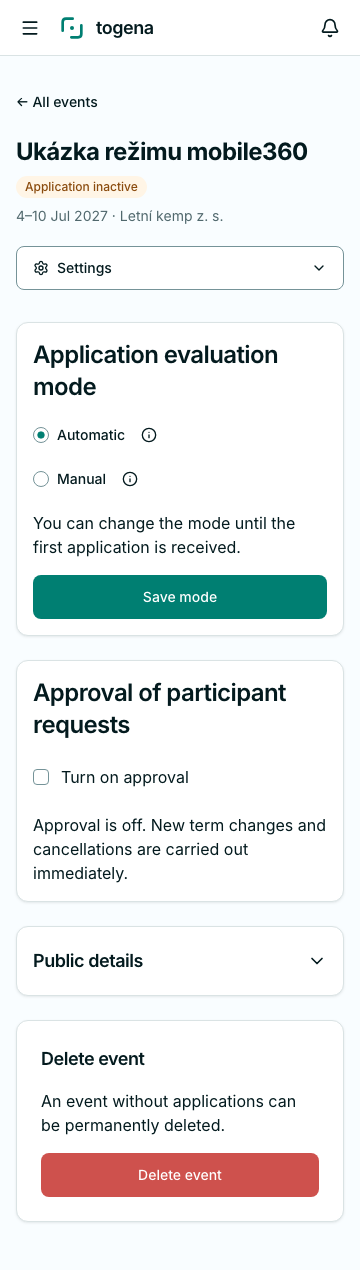 togena
← All events
Ukázka režimu mobile360
Application inactive
4–10 Jul 2027 · Letní kemp z. s.
Settings
Application evaluation
mode
Automatic
Manual
You can change the mode until the
first application is received.
Save mode
Approval of participant
requests
Turn on approval
Approval is off. New term changes and
cancellations are carried out
immediately.
Public details
Delete event
An event without applications can
be permanently deleted.
Delete event